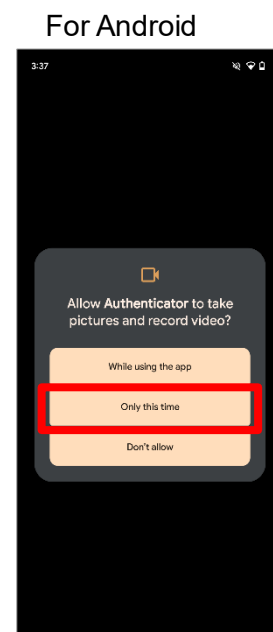 For Android
3:37
Allow Authenticator to take
pictures and record video?
While using the app
Only this time
Don't allow